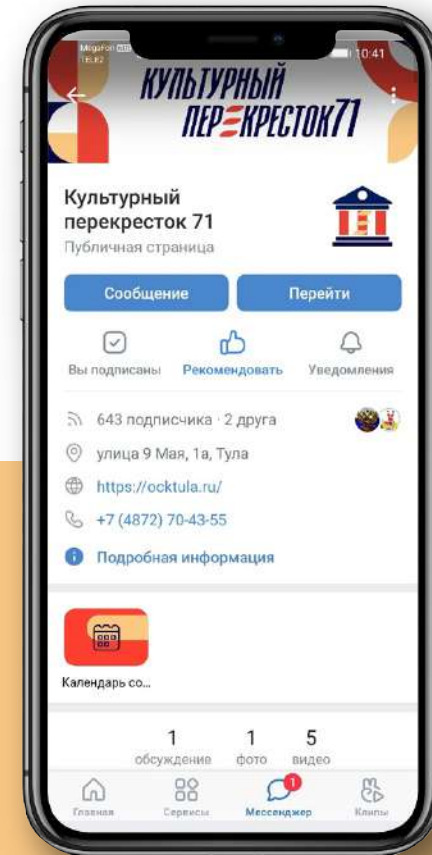 MegaFon
TELE2
10:41
КУЛЬТУРНЫЙ
ПЕРЕКРЕСТОК71
Культурный
перекресток 71
Публичная страница
Сообщение
Перейти
Вы подписаны
Рекомендовать
Уведомления
643 подписчика · 2 друга
улица 9 Мая, 1а, Тула
https://ocktula.ru/
+7 (4872) 70-43-55
Подробная информация
Календарь со...
1 1 5
обсуждение фото видео
1
Главная Сервисы Мессенджер Клипы